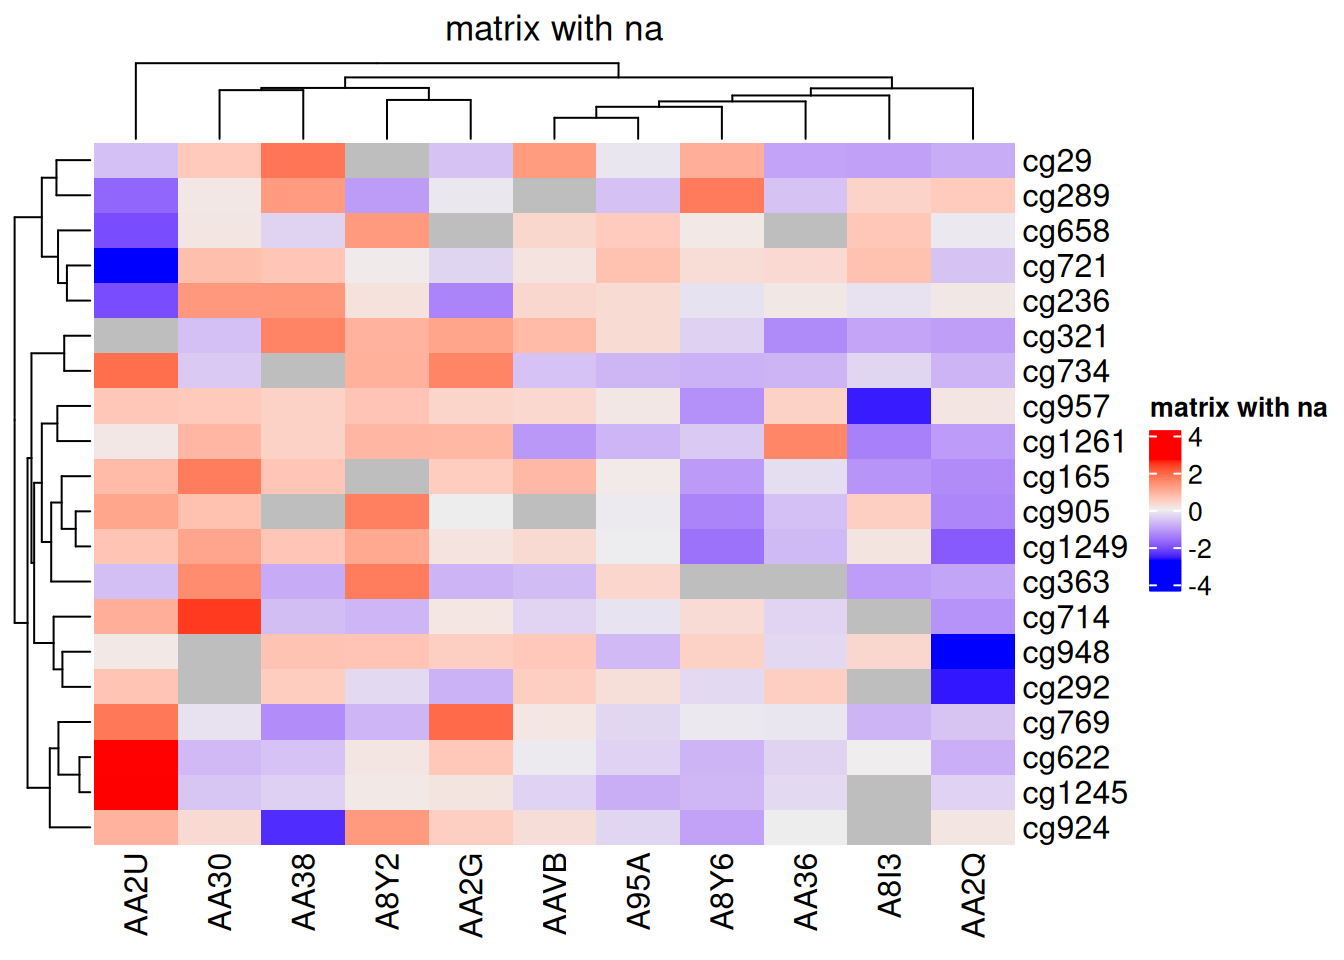 matrix with na
cg29
cg289
cg658
cg721
cg236
cg321
cg734
cg957
cg1261
cg165
cg905
cg1249
cg363
cg714
cg948
cg292
cg769
cg622
cg1245
cg924
matrix with na
4
2
0
-2
-4
AA2U
AA30
AA38
A8Y2
AA2G
AAVB
A95A
A8Y6
AA36
A8I3
AA2Q